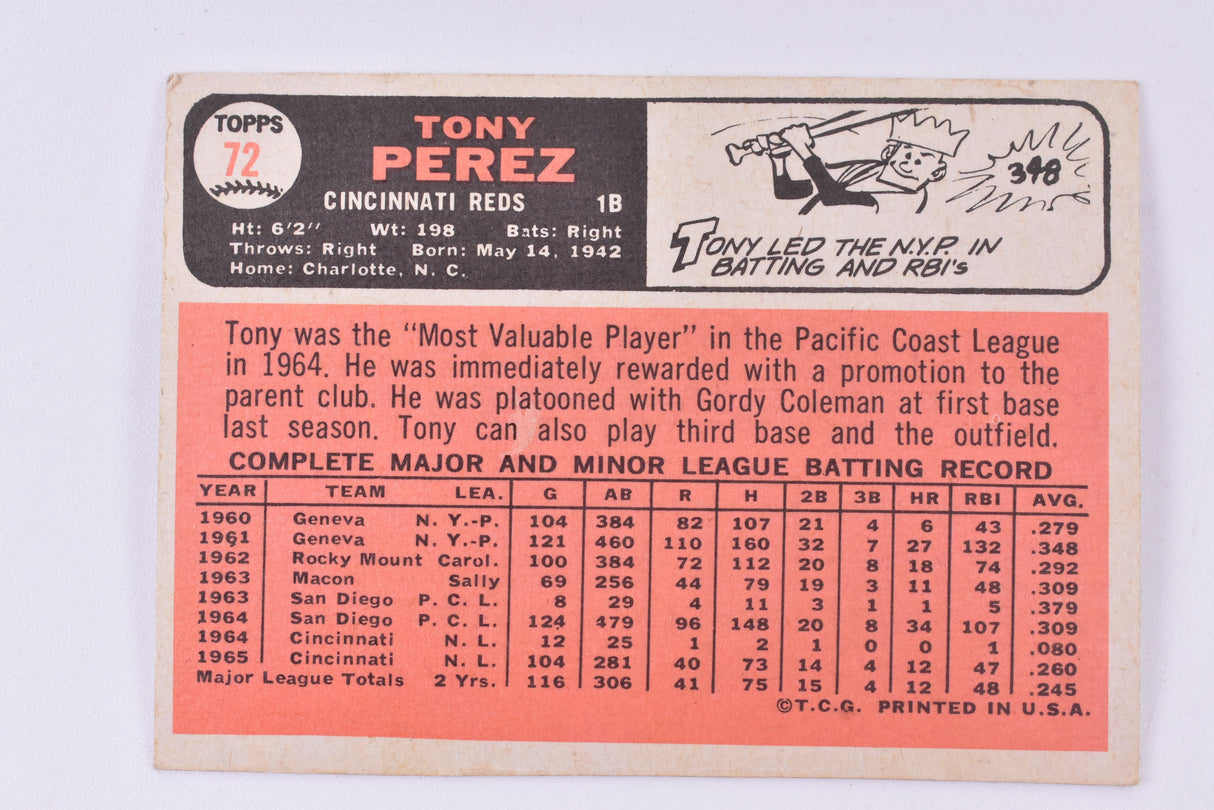 TOPPS
72
TONY
PEREZ
CINCINNATI REDS 1B
Ht: 6'2" Wt: 198 Bats: Right
Throws: Right Born: May 14, 1942
Home: Charlotte, N. C.
348
TONY LED THE N.Y.P. IN
BATTING AND RBI's
Tony was the "Most Valuable Player" in the Pacific Coast League
in 1964. He was immediately rewarded with a promotion to the
parent club. He was platooned with Gordy Coleman at first base
last season. Tony can also play third base and the outfield.
COMPLETE MAJOR AND MINOR LEAGUE BATTING RECORD
YEAR TEAM LEA. G AB R H 2B 3B HR RBI AVG.
1960 Geneva N. Y.-P. 104 384 82 107 21 4 6 43 .279
1961 Geneva N. Y.-P. 121 460 110 160 32 7 27 132 .348
1962 Rocky Mount Carol. 100 384 72 112 20 8 18 74 .292
1963 Macon Sally 69 256 44 79 19 3 11 48 .309
1963 San Diego P. C. L. 8 29 4 11 3 1 1 5 .379
1964 San Diego P. C. L. 124 479 96 148 20 8 34 107 .309
1964 Cincinnati N. L. 12 25 1 2 1 0 0 1 .080
1965 Cincinnati N. L. 104 281 40 73 14 4 12 47 .260
Major League Totals 2 Yrs. 116 306 41 75 15 4 12 48 .245
©T.C.G. PRINTED IN U.S.A.